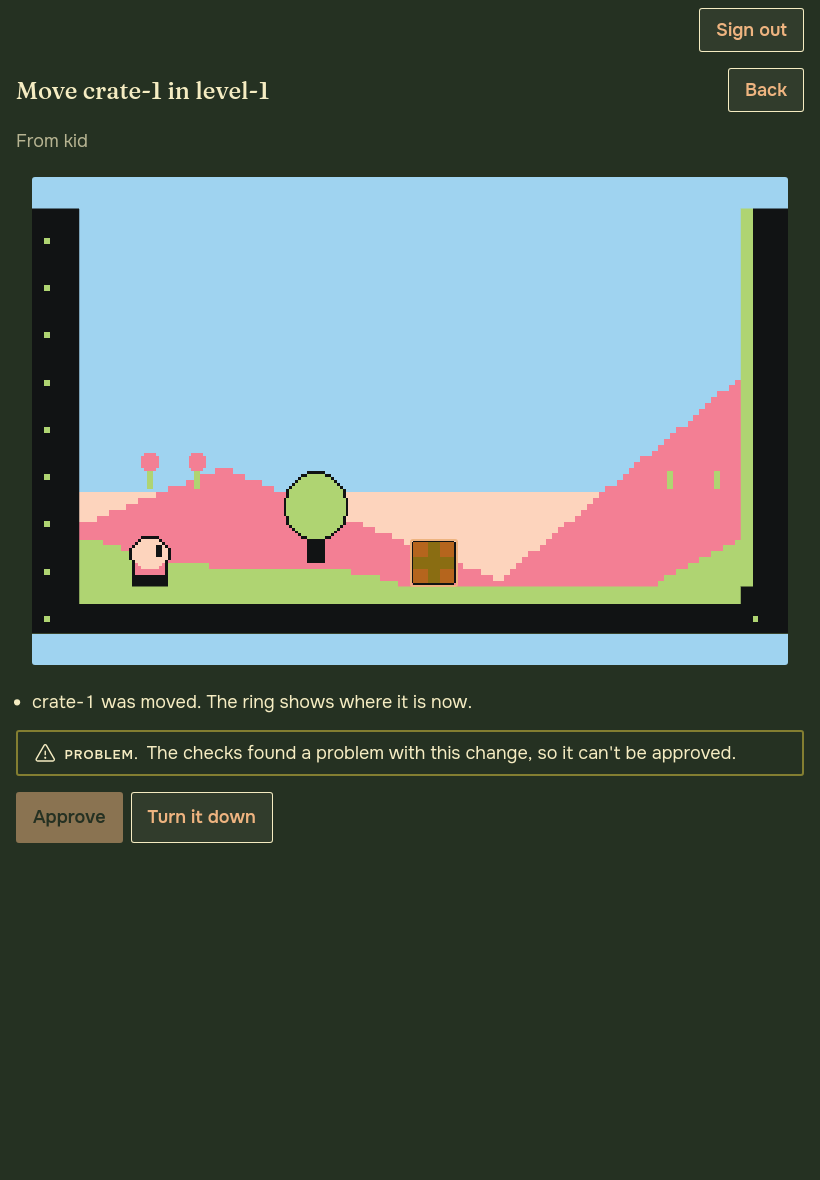 Sign out
Move crate-1 in level-1
Back
From kid
crate-1 was moved. The ring shows where it is now.
PROBLEM. The checks found a problem with this change, so it can't be approved.
Approve
Turn it down